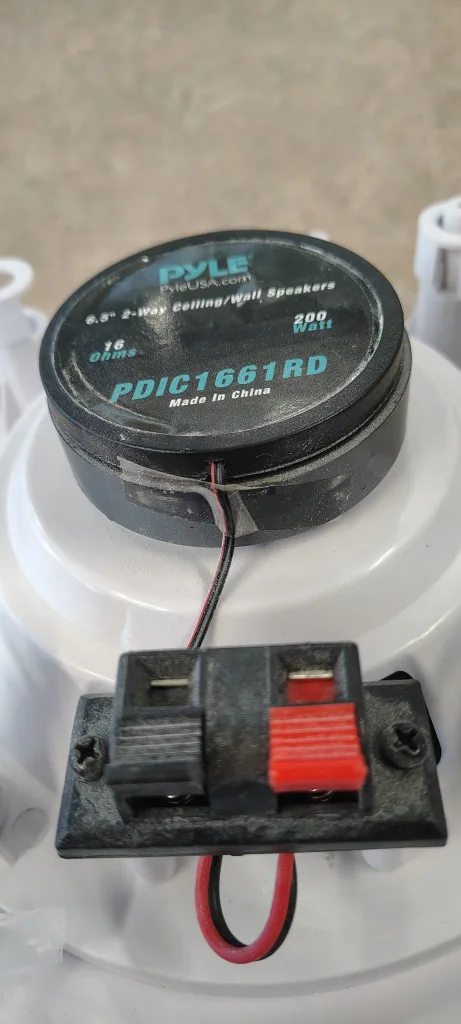 PYLE
PyleUSA.com
6.5" 2-Way Ceiling/Wall Speakers
16
Ohms
200
Watt
PDIC1661RD
Made In China